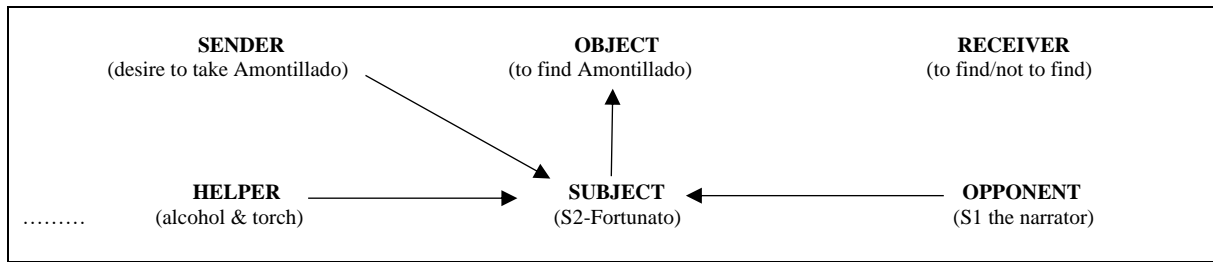 SENDER OBJECT RECEIVER
(desire to take Amontillado) (to find Amontillado) (to find/not to find)
HELPER SUBJECT OPPONENT
……… (alcohol & torch) (S2-Fortunato) (S1 the narrator)